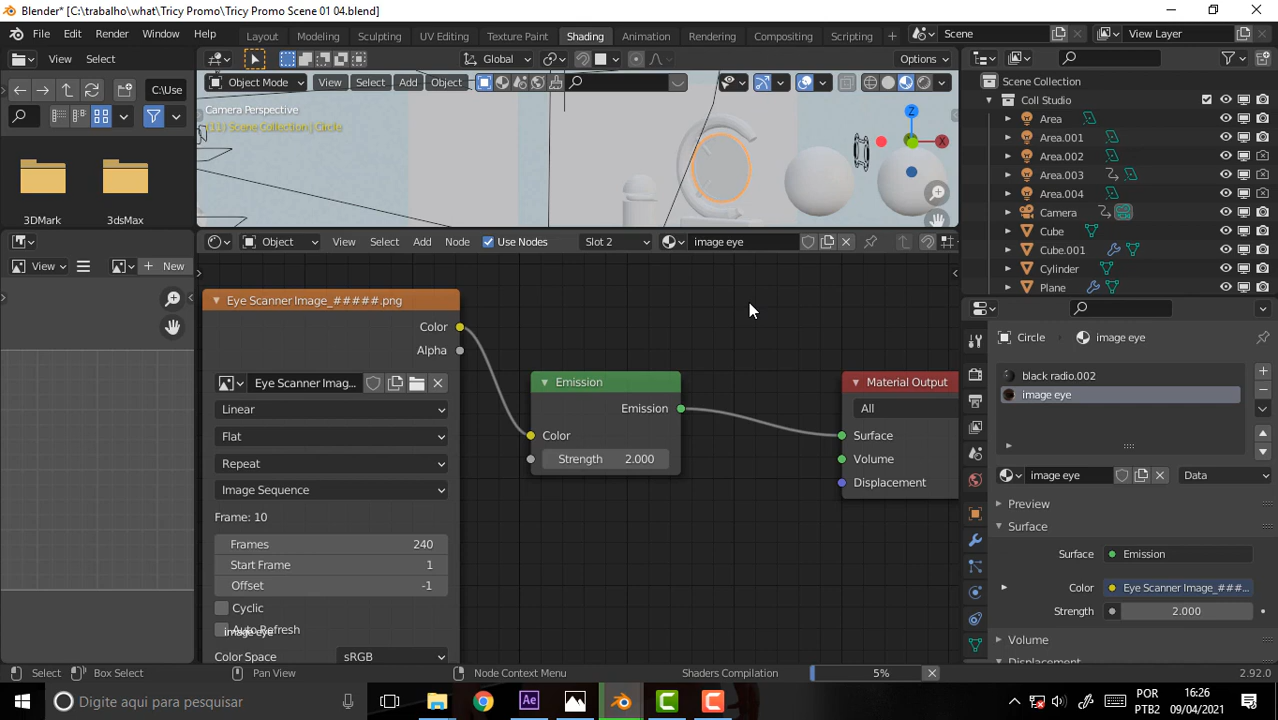 Blender* [C:\trabalho\what\Tricy Promo\Tricy Promo Scene 01 04.blend]
File Edit Render Window Help
Layout Modeling Sculpting UV Editing Texture Paint Shading Animation Rendering Compositing Scripting
Scene
View Layer
View Select
Global
Options
C:\Use
Object Mode View Select Add Object
Camera Perspective
(11) Scene Collection | Circle
Z
X
3DMark
3dsMax
View
New
Object View Select Add Node Use Nodes Slot 2 image eye
Eye Scanner Image_#####.png
Color
Alpha
Eye Scanner Imag...
Linear
Flat
Repeat
Image Sequence
Frame: 10
Frames 240
Start Frame 1
Offset -1
Cyclic
Auto Refresh
image eye
Color Space sRGB
Emission
Emission
Color
Strength 2.000
Material Output
All
Surface
Volume
Displacement
Scene Collection
Coll Studio
Area
Area.001
Area.002
Area.003
Area.004
Camera
Cube
Cube.001
Cylinder
Plane
Circle image eye
black radio.002
image eye
image eye Data
Preview
Surface
Surface Emission
Color Eye Scanner Image_###...
Strength 2.000
Volume
Displacement
Select Box Select Pan View Node Context Menu Shaders Compilation 5% 2.92.0
Digite aqui para pesquisar
Ae
POR
PTB2
16:26
09/04/2021